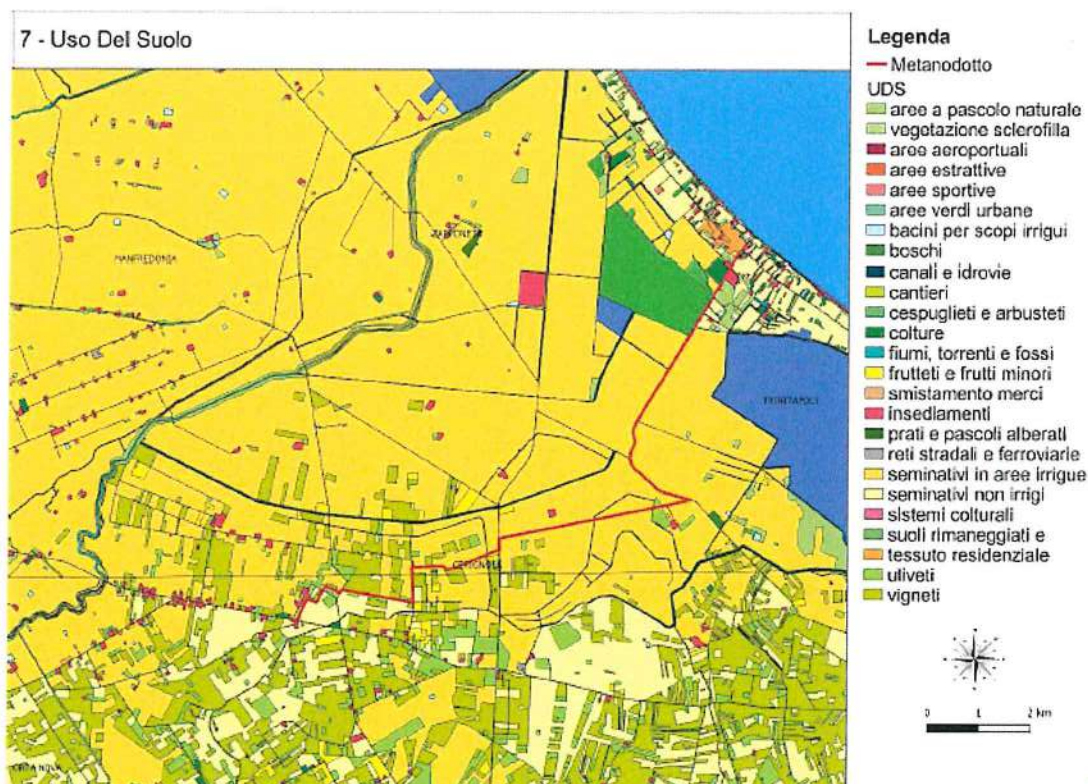 7 - Uso Del Suolo
MANFREDONIA
ZAPPONETA
TRINITAPOLI
CERIGNOLA
ORTA NOVA
Legenda
Metanodotto
UDS
aree a pascolo naturale
vegetazione sclerofilla
aree aeroportuali
aree estrattive
aree sportive
aree verdi urbane
bacini per scopi irrigui
boschi
canali e idrovie
cantieri
cespuglieti e arbusteti
colture
fiumi, torrenti e fossi
frutteti e frutti minori
smistamento merci
insediamenti
prati e pascoli alberati
reti stradali e ferroviarie
seminativi in aree irrigue
seminativi non irrigi
sistemi colturali
suoli rimaneggiati e
tessuto residenziale
uliveti
vigneti
0 1 2 km